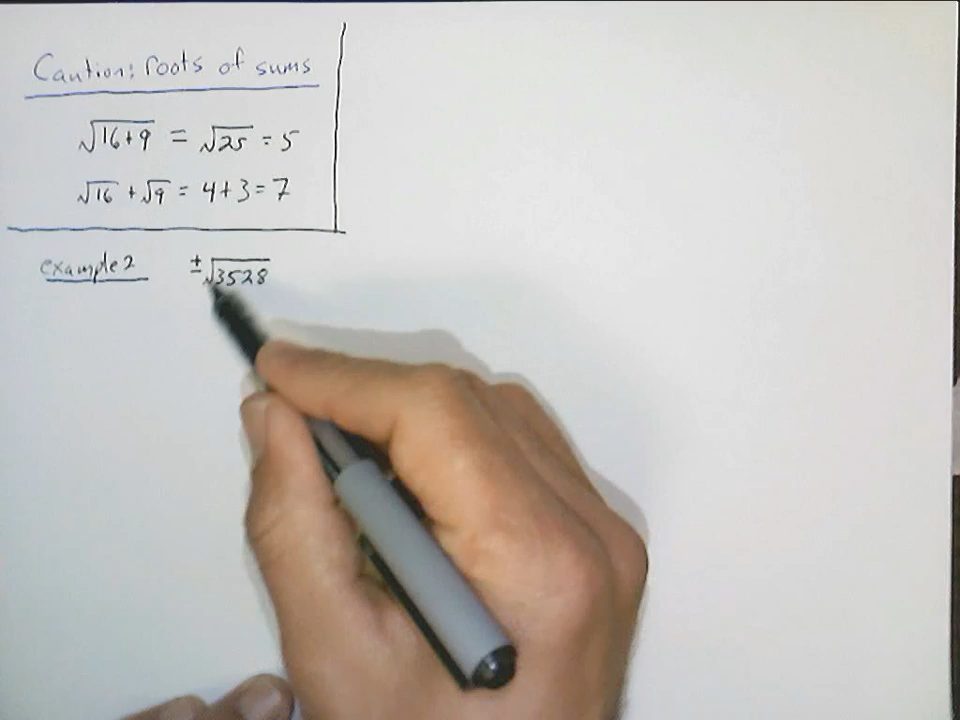 Caution: roots of sums
√16+9 = √25 = 5
√16 + √9 = 4+3=7
example 2 ±√3528